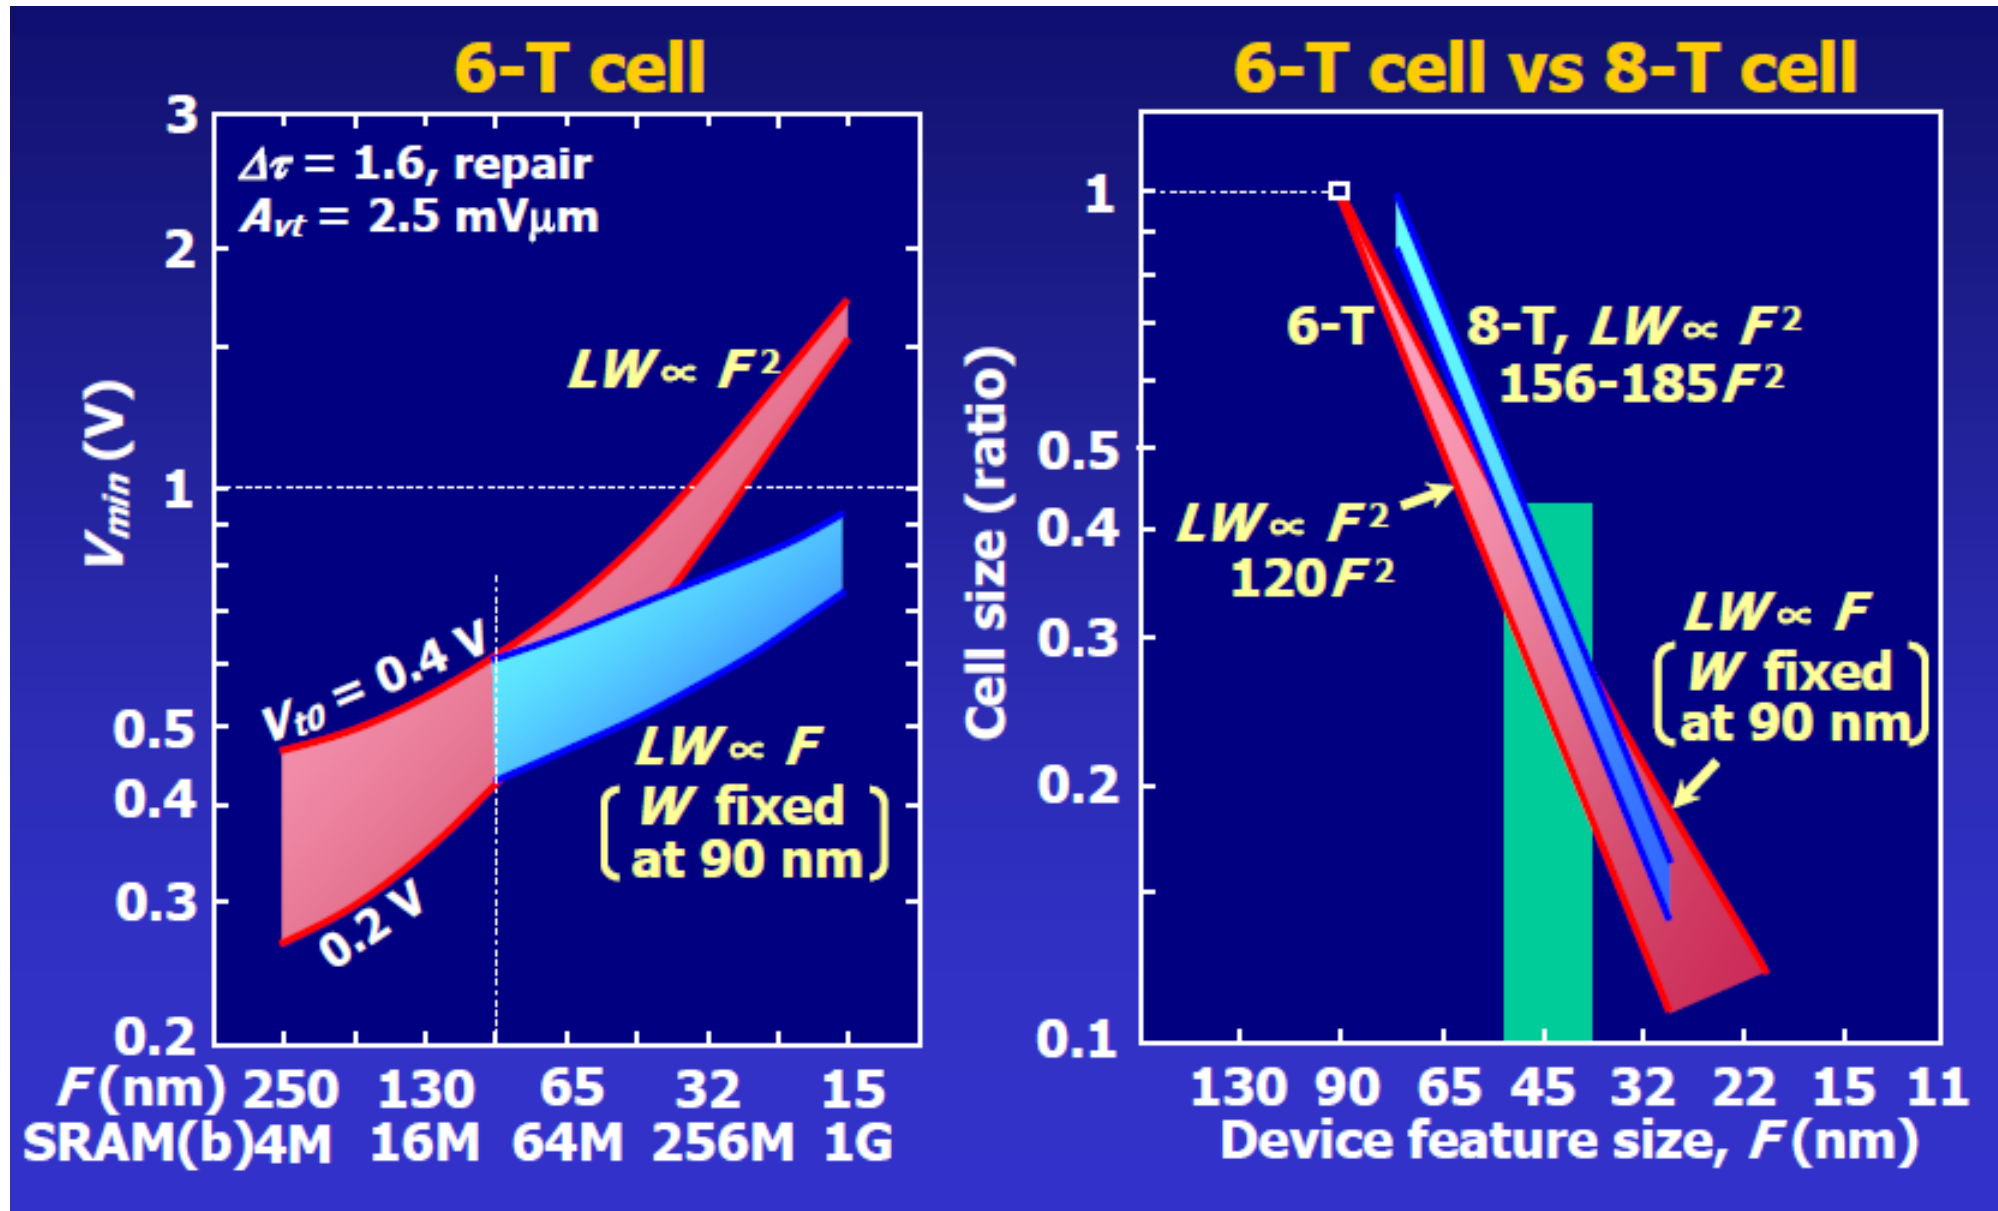 6-T cell
3
2
1
0.5
0.4
0.3
0.2
Vmin (V)
Δτ = 1.6, repair
Avt = 2.5 mVμm
LW ∝ F²
Vt0 = 0.4 V
0.2 V
LW ∝ F
( W fixed
at 90 nm )
F (nm) 250 130 65 32 15
SRAM(b) 4M 16M 64M 256M 1G
6-T cell vs 8-T cell
1
0.5
0.4
0.3
0.2
0.1
Cell size (ratio)
6-T
8-T, LW ∝ F²
156-185F²
LW ∝ F²
120F²
LW ∝ F
( W fixed
at 90 nm )
130 90 65 45 32 22 15 11
Device feature size, F (nm)